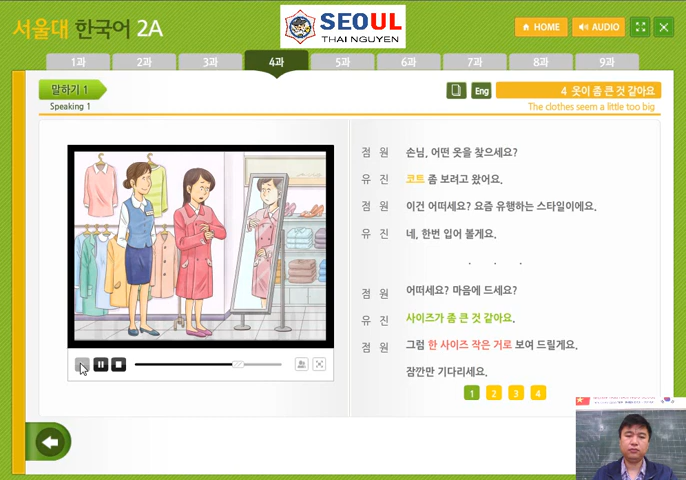 서울대 한국어 2A
SEOUL
THAI NGUYEN
HOME
AUDIO
1과
2과
3과
4과
5과
6과
7과
8과
9과
말하기 1
Speaking 1
Eng
4 옷이 좀 큰 것 같아요
The clothes seem a little too big
점 원 손님, 어떤 옷을 찾으세요?
유 진 코트 좀 보려고 왔어요.
점 원 이건 어떠세요? 요즘 유행하는 스타일이에요.
유 진 네, 한번 입어 볼게요.
. . .
점 원 어떠세요? 마음에 드세요?
유 진 사이즈가 좀 큰 것 같아요.
점 원 그럼 한 사이즈 작은 거로 보여 드릴게요.
잠깐만 기다리세요.
1 2 3 4